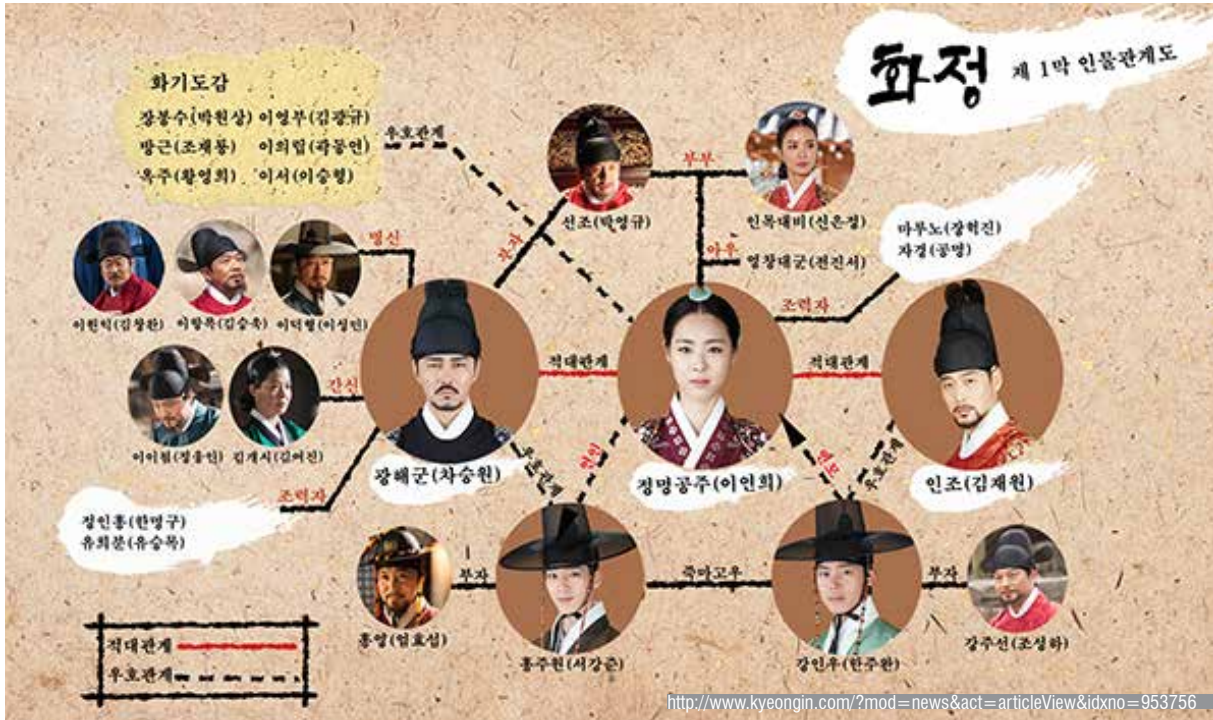 화정 제 1막 인물관계도
화기도감
장봉수(박원상) 이영부(김광규)
방근(조재룡) 이의립(곽동연)
옥주(황영희) 이서(이승형)
우호관계
부부
선조(박영규)
인목대비(신은정)
마루노(장혁진)
자경(공명)
명신
부자
아우
영창대군(전진서)
조력자
이원익(김창완)
이항복(김승욱)
이덕형(이성민)
적대관계
적대관계
간신
이이첨(정웅인)
김개시(김여진)
광해군(차승원)
정명공주(이연희)
인조(김재원)
우호관계
연인
연모
우호관계
조력자
정인홍(한명구)
유희분(유승목)
부자
죽마고우
부자
홍영(엄효섭)
홍주원(서강준)
강인우(한주완)
강주선(조성하)
적대관계
우호관계
http://www.kyeongin.com/?mod=news&act=articleView&idxno=953756